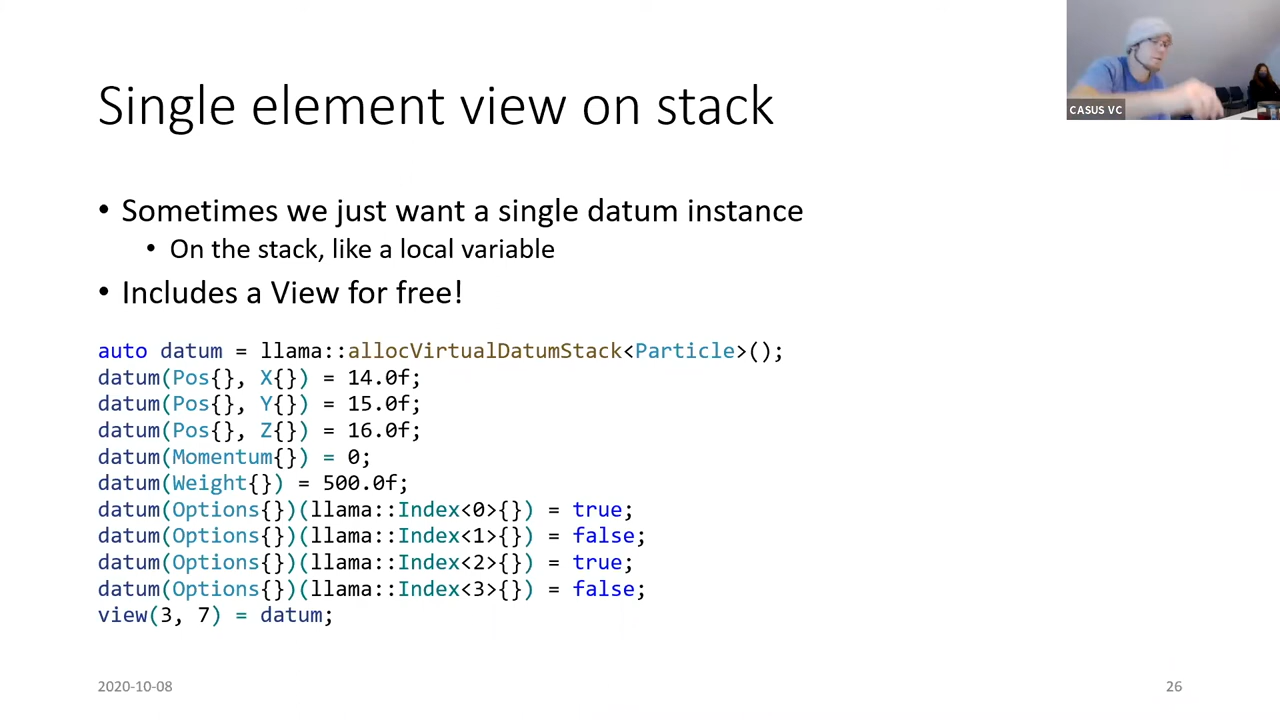 Single element view on stack
CASUS VC
• Sometimes we just want a single datum instance
• On the stack, like a local variable
• Includes a View for free!
auto datum = llama::allocVirtualDatumStack<Particle>();
datum(Pos{}, X{}) = 14.0f;
datum(Pos{}, Y{}) = 15.0f;
datum(Pos{}, Z{}) = 16.0f;
datum(Momentum{}) = 0;
datum(Weight{}) = 500.0f;
datum(Options{})(llama::Index<0>{}) = true;
datum(Options{})(llama::Index<1>{}) = false;
datum(Options{})(llama::Index<2>{}) = true;
datum(Options{})(llama::Index<3>{}) = false;
view(3, 7) = datum;
2020-10-08
26